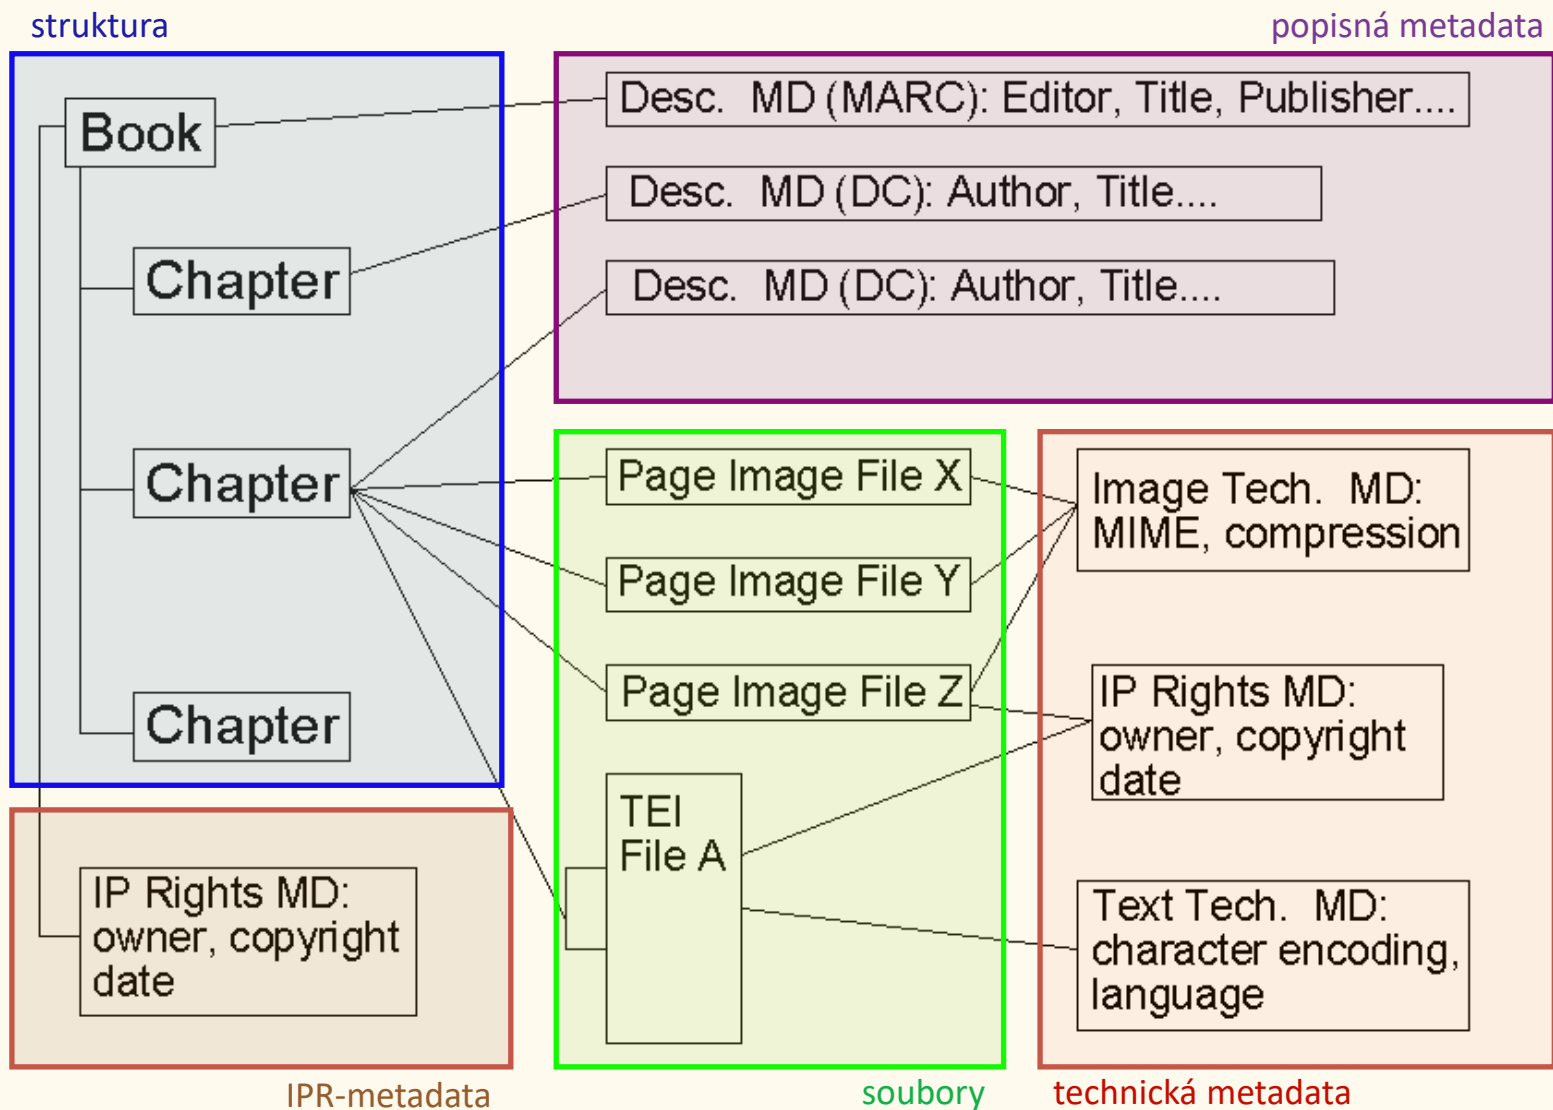 struktura
popisná metadata
Book
Chapter
Chapter
Chapter
Desc. MD (MARC): Editor, Title, Publisher....
Desc. MD (DC): Author, Title....
Desc. MD (DC): Author, Title....
Page Image File X
Page Image File Y
Page Image File Z
TEI
File A
Image Tech. MD:
MIME, compression
IP Rights MD:
owner, copyright
date
Text Tech. MD:
character encoding,
language
IP Rights MD:
owner, copyright
date
IPR-metadata
soubory
technická metadata